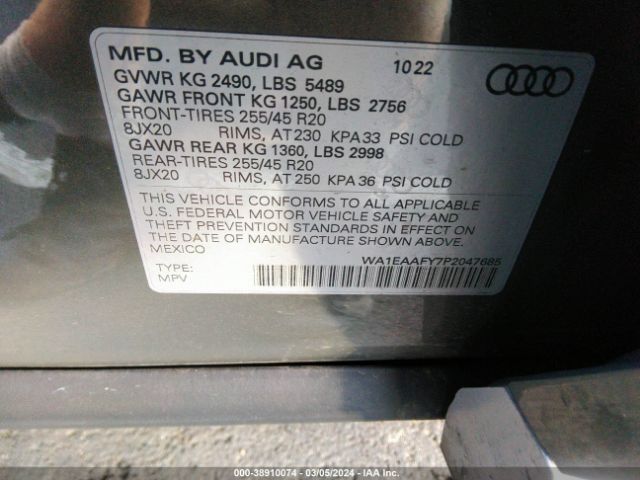 MFD. BY AUDI AG 10 22
GVWR KG 2490, LBS 5489
GAWR FRONT KG 1250, LBS 2756
FRONT-TIRES 255/45 R20
8JX20 RIMS, AT 230 KPA 33 PSI COLD
GAWR REAR KG 1360, LBS 2998
REAR-TIRES 255/45 R20
8JX20 RIMS, AT 250 KPA 36 PSI COLD
THIS VEHICLE CONFORMS TO ALL APPLICABLE
U.S. FEDERAL MOTOR VEHICLE SAFETY AND
THEFT PREVENTION STANDARDS IN EFFECT ON
THE DATE OF MANUFACTURE SHOWN ABOVE.
MEXICO
WA1EAAFY7P2047685
TYPE:
MPV
000-38910074 - 03/05/2024 - IAA Inc.